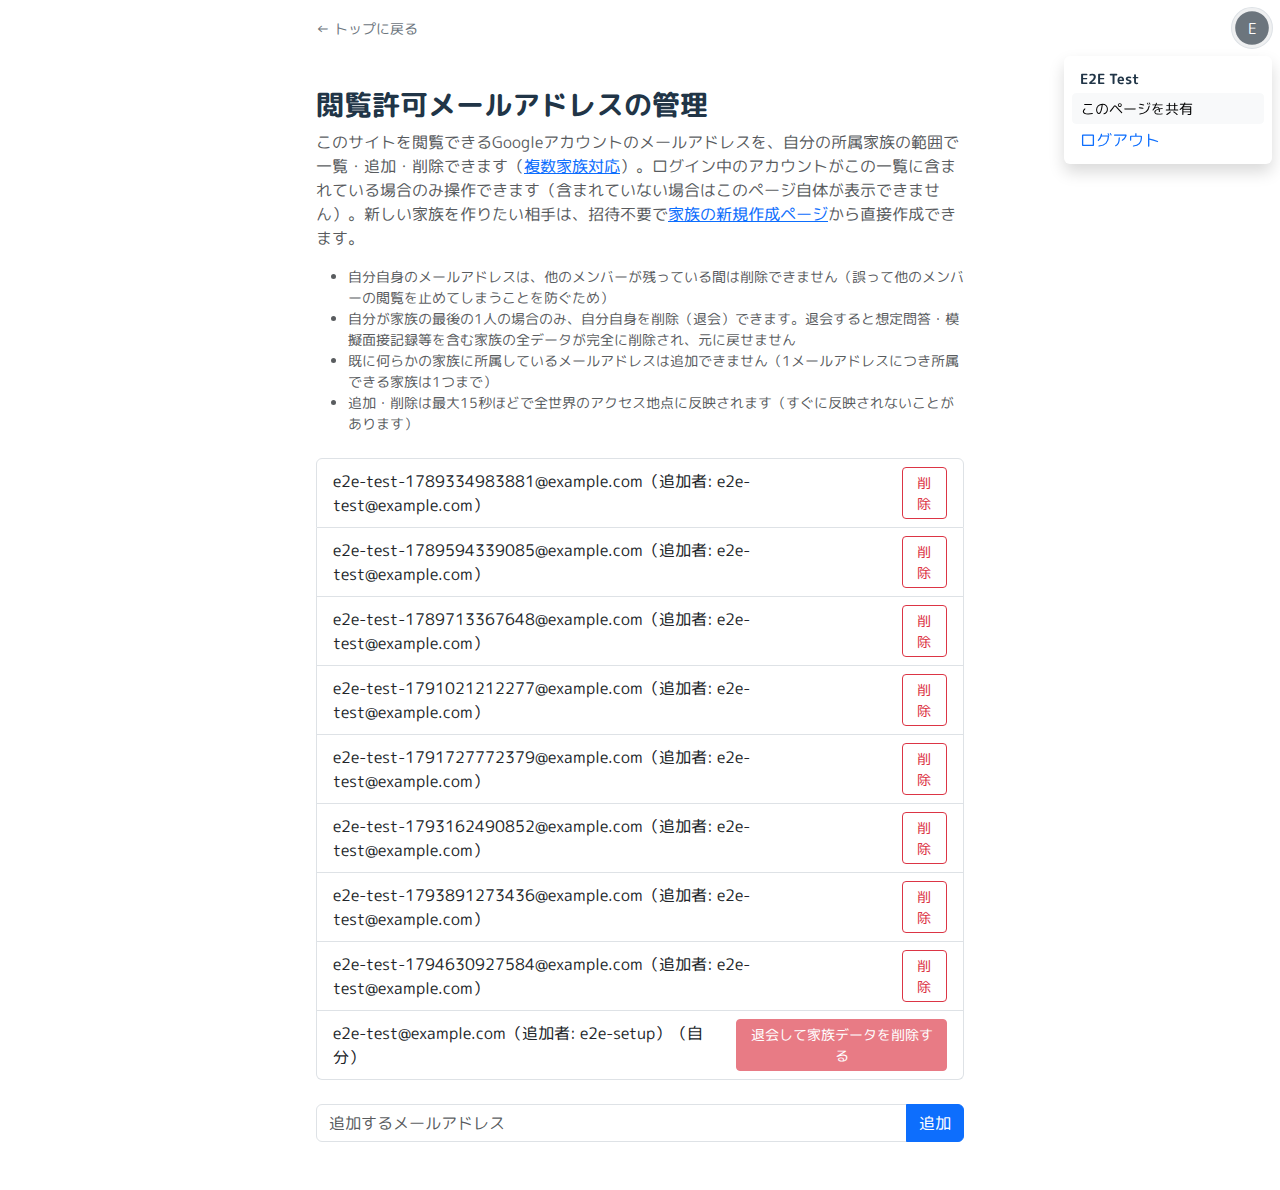 ← トップに戻る
E
E2E Test
このページを共有
ログアウト
閲覧許可メールアドレスの管理
このサイトを閲覧できるGoogleアカウントのメールアドレスを、自分の所属家族の範囲で
一覧・追加・削除できます（複数家族対応）。ログイン中のアカウントがこの一覧に含ま
れている場合のみ操作できます（含まれていない場合はこのページ自体が表示できませ
ん）。新しい家族を作りたい相手は、招待不要で家族の新規作成ページから直接作成でき
ます。
• 自分自身のメールアドレスは、他のメンバーが残っている間は削除できません（誤って他のメンバ
ーの閲覧を止めてしまうことを防ぐため）
• 自分が家族の最後の1人の場合のみ、自分自身を削除（退会）できます。退会すると想定問答・模
擬面接記録等を含む家族の全データが完全に削除され、元に戻せません
• 既に何らかの家族に所属しているメールアドレスは追加できません（1メールアドレスにつき所属
できる家族は1つまで）
• 追加・削除は最大15秒ほどで全世界のアクセス地点に反映されます（すぐに反映されないことが
あります）
e2e-test-1789334983881@example.com（追加者: e2e-
test@example.com）
削
除
e2e-test-1789594339085@example.com（追加者: e2e-
test@example.com）
削
除
e2e-test-1789713367648@example.com（追加者: e2e-
test@example.com）
削
除
e2e-test-1791021212277@example.com（追加者: e2e-
test@example.com）
削
除
e2e-test-1791727772379@example.com（追加者: e2e-
test@example.com）
削
除
e2e-test-1793162490852@example.com（追加者: e2e-
test@example.com）
削
除
e2e-test-1793891273436@example.com（追加者: e2e-
test@example.com）
削
除
e2e-test-1794630927584@example.com（追加者: e2e-
test@example.com）
削
除
e2e-test@example.com（追加者: e2e-setup）（自
分）
退会して家族データを削除す
る
追加するメールアドレス
追加